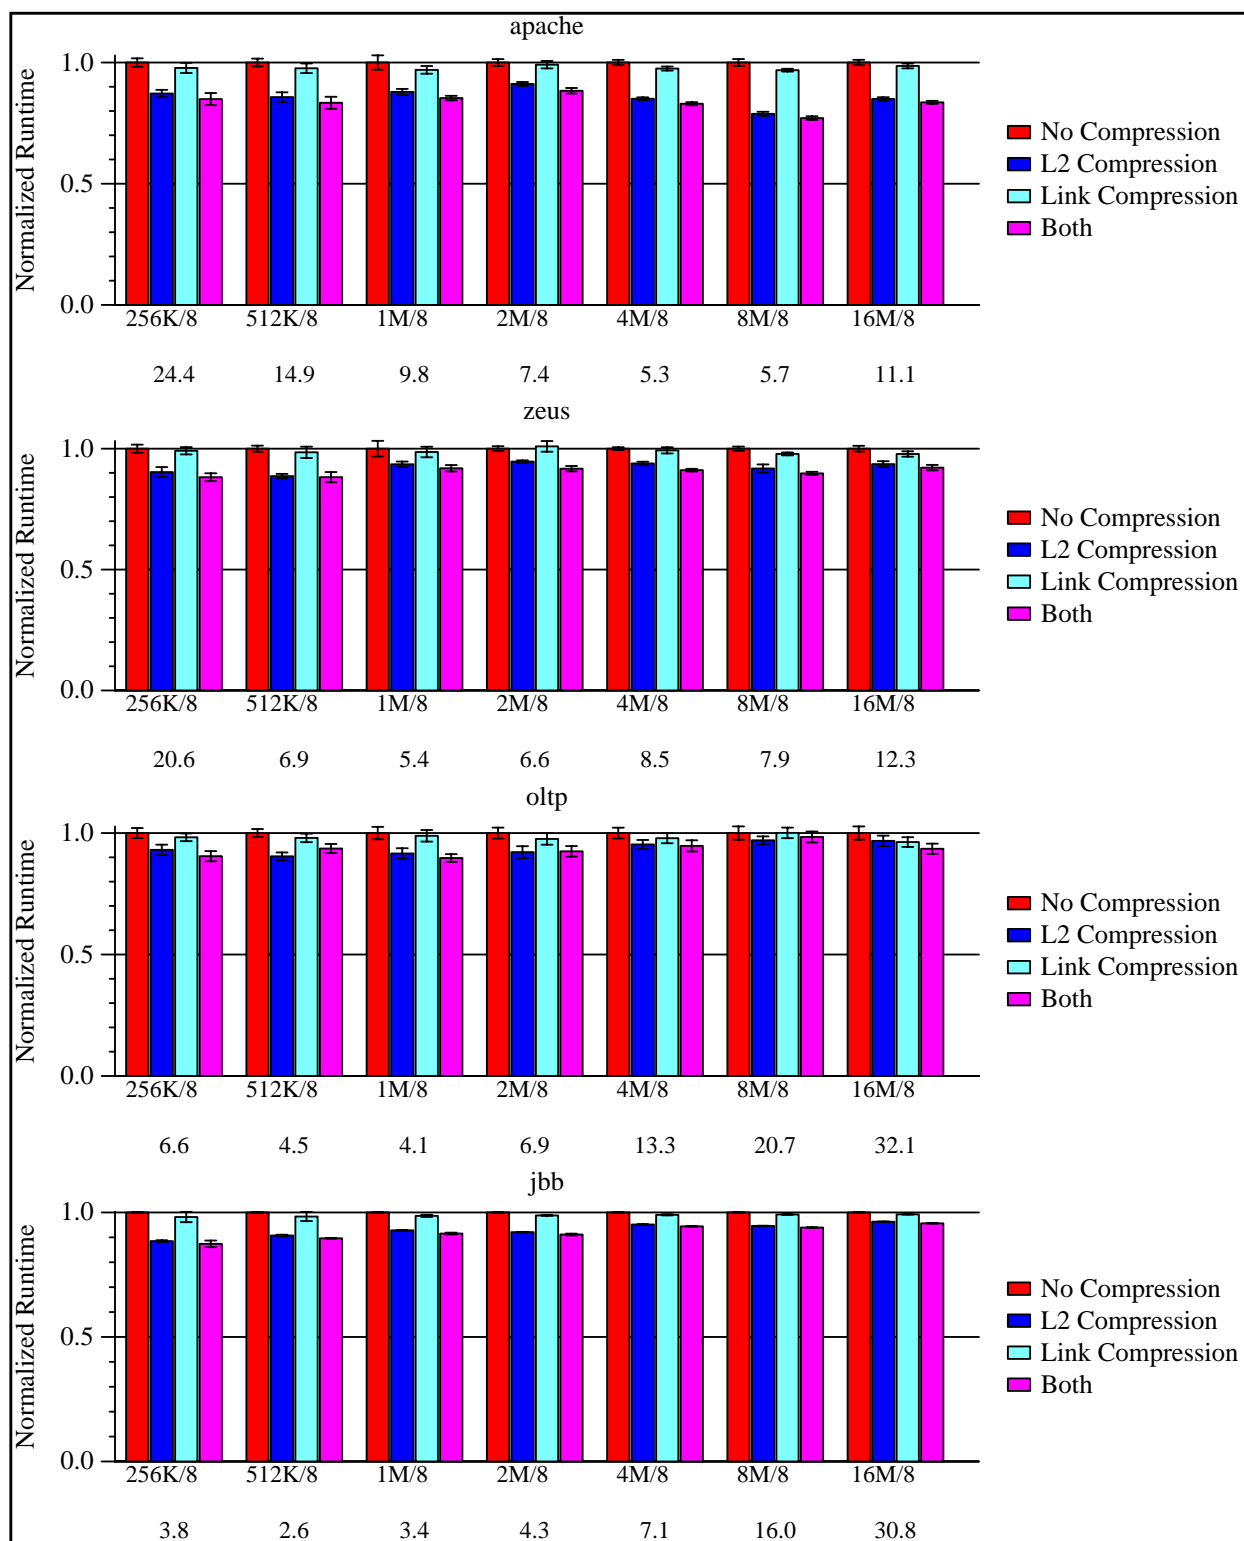 apache
Normalized Runtime
1.0
0.5
0.0
256K/8 512K/8 1M/8 2M/8 4M/8 8M/8 16M/8
24.4 14.9 9.8 7.4 5.3 5.7 11.1
No Compression
L2 Compression
Link Compression
Both
zeus
Normalized Runtime
1.0
0.5
0.0
256K/8 512K/8 1M/8 2M/8 4M/8 8M/8 16M/8
20.6 6.9 5.4 6.6 8.5 7.9 12.3
No Compression
L2 Compression
Link Compression
Both
oltp
Normalized Runtime
1.0
0.5
0.0
256K/8 512K/8 1M/8 2M/8 4M/8 8M/8 16M/8
6.6 4.5 4.1 6.9 13.3 20.7 32.1
No Compression
L2 Compression
Link Compression
Both
jbb
Normalized Runtime
1.0
0.5
0.0
256K/8 512K/8 1M/8 2M/8 4M/8 8M/8 16M/8
3.8 2.6 3.4 4.3 7.1 16.0 30.8
No Compression
L2 Compression
Link Compression
Both